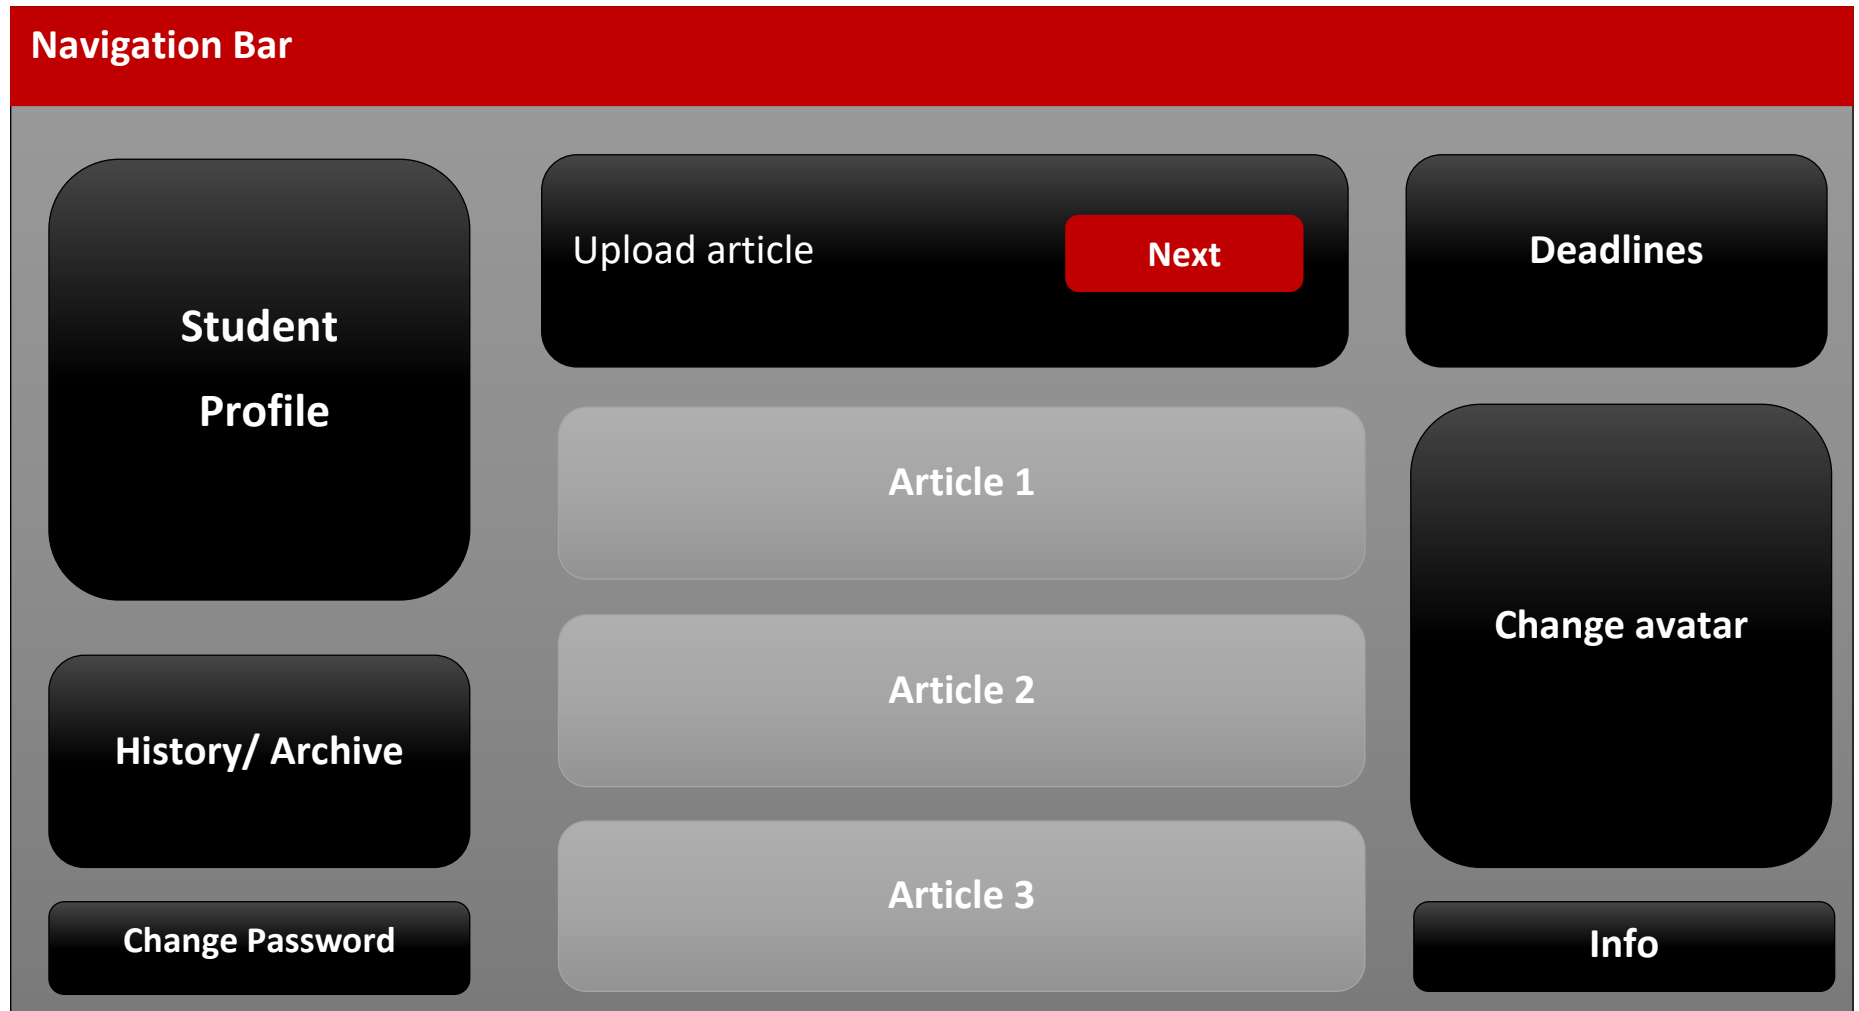 Navigation Bar
Student
Profile
History/ Archive
Change Password
Upload article
Next
Article 1
Article 2
Article 3
Deadlines
Change avatar
Info